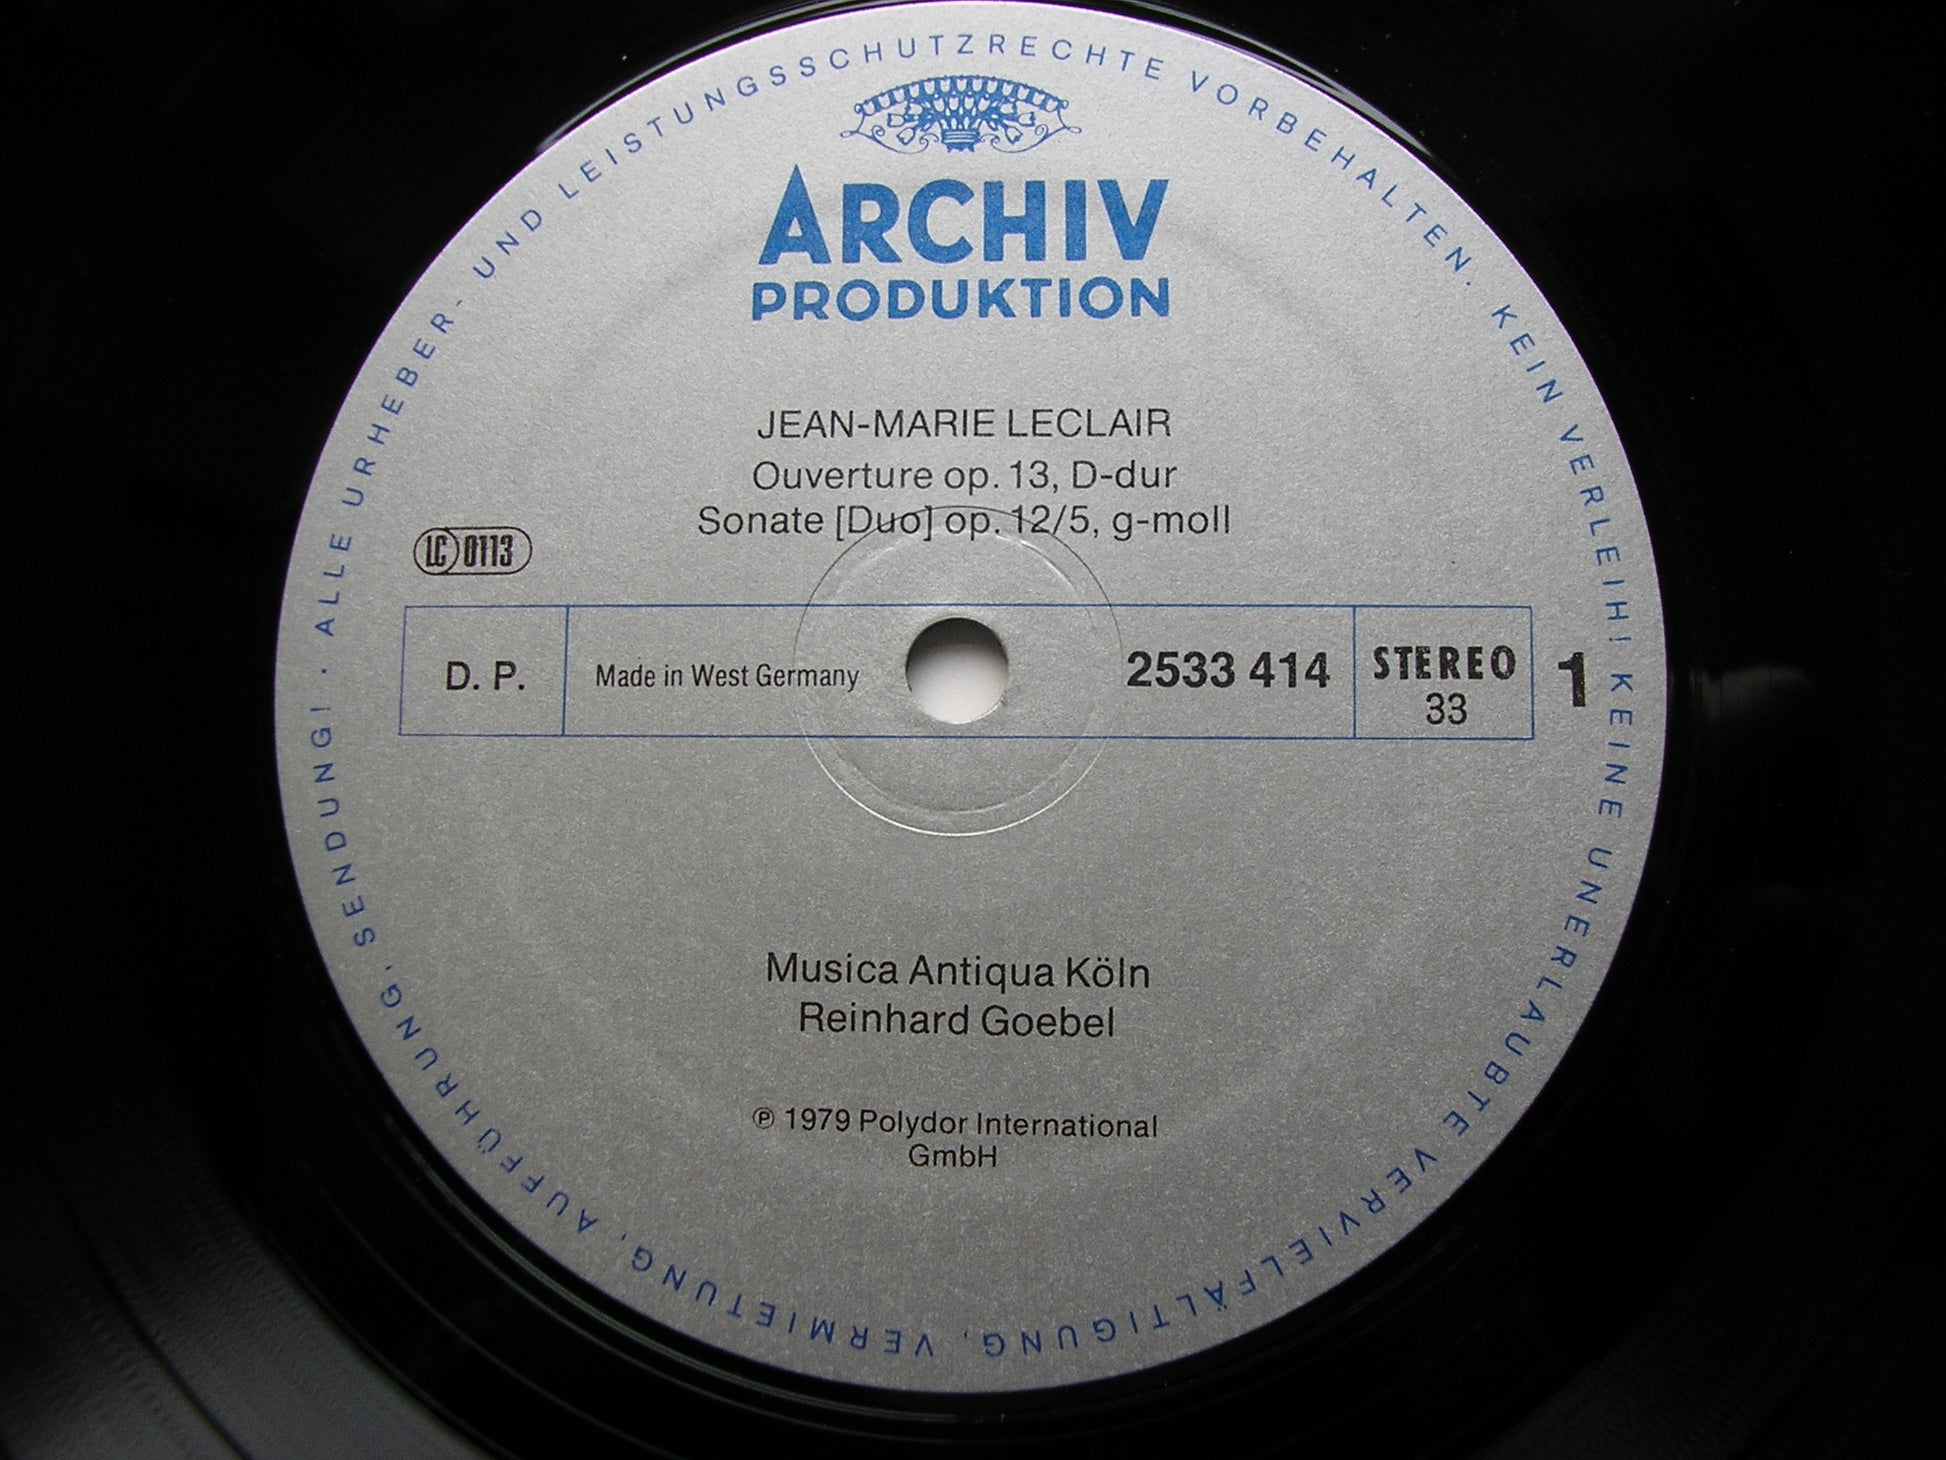 ALLE URHEBER- UND LEISTUNGSSCHUTZRECHTE VORBEHALTEN. KEIN VERLEIH! KEINE UNERLAUBTE VERVIELFÄLTIGUNG, VERMIETUNG, AUFFÜHRUNG, SENDUNG! ·
ARCHIV
PRODUKTION
JEAN-MARIE LECLAIR
Ouverture op. 13, D-dur
Sonate [Duo] op. 12/5, g-moll
LC 0113
D. P.
Made in West Germany
2533 414
STEREO
33
1
Musica Antiqua Köln
Reinhard Goebel
℗ 1979 Polydor International
GmbH